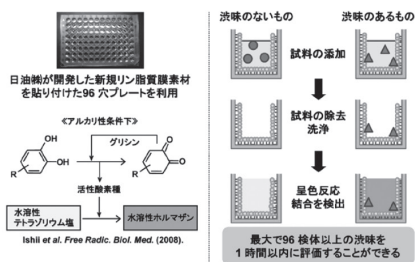 日油㈱が開発した新規リン脂質膜素材
を貼り付けた96穴プレートを利用
≪アルカリ性条件下≫
OH
OH
R
グリシン
O
O
R
活性酸素種
水溶性
テトラゾリウム塩
水溶性ホルマザン
Ishii et al. Free Radic. Biol. Med. (2008).
渋味のないもの
渋味のあるもの
試料の添加
試料の除去
洗浄
呈色反応
結合を検出
最大で96検体以上の渋味を
1時間以内に評価することができる